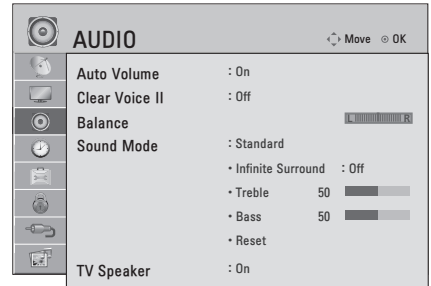 AUDIO Move OK
Auto Volume : On
Clear Voice II : Off
Balance L R
Sound Mode : Standard
• Infinite Surround : Off
• Treble 50
• Bass 50
• Reset
TV Speaker : On